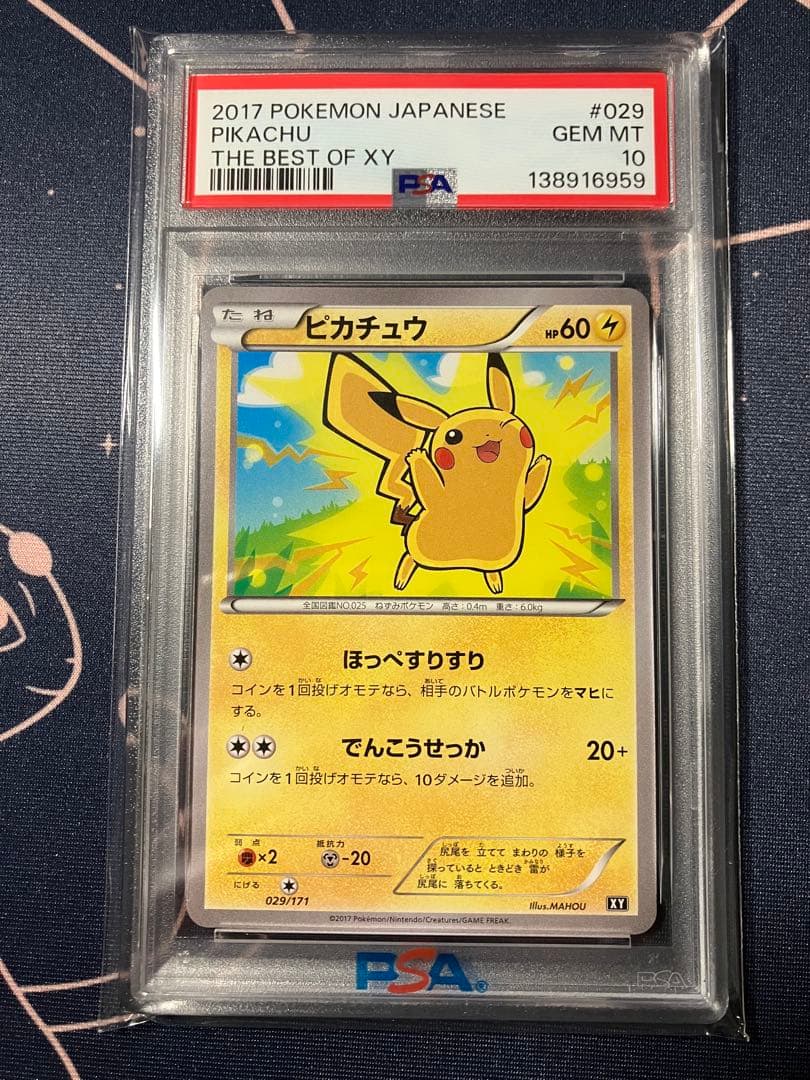 2017 POKEMON JAPANESE #029
PIKACHU GEM MT
THE BEST OF XY 10
PSA 138916959
たね ピカチュウ HP60
全国図鑑NO.025 ねずみポケモン 高さ:0.4m 重さ:6.0kg
ほっぺすりすり
コインを1回投げオモテなら、相手のバトルポケモンをマヒに
する。
でんこうせっか 20+
コインを1回投げオモテなら、10ダメージを追加。
弱点 抵抗力
×2 -20
にげる
尻尾を 立てて まわりの 様子を
探っていると ときどき 雷が
尻尾に 落ちてくる。
029/171 Illus.MAHOU XY
©2017 Pokémon/Nintendo/Creatures/GAME FREAK.
PSA®
PSA